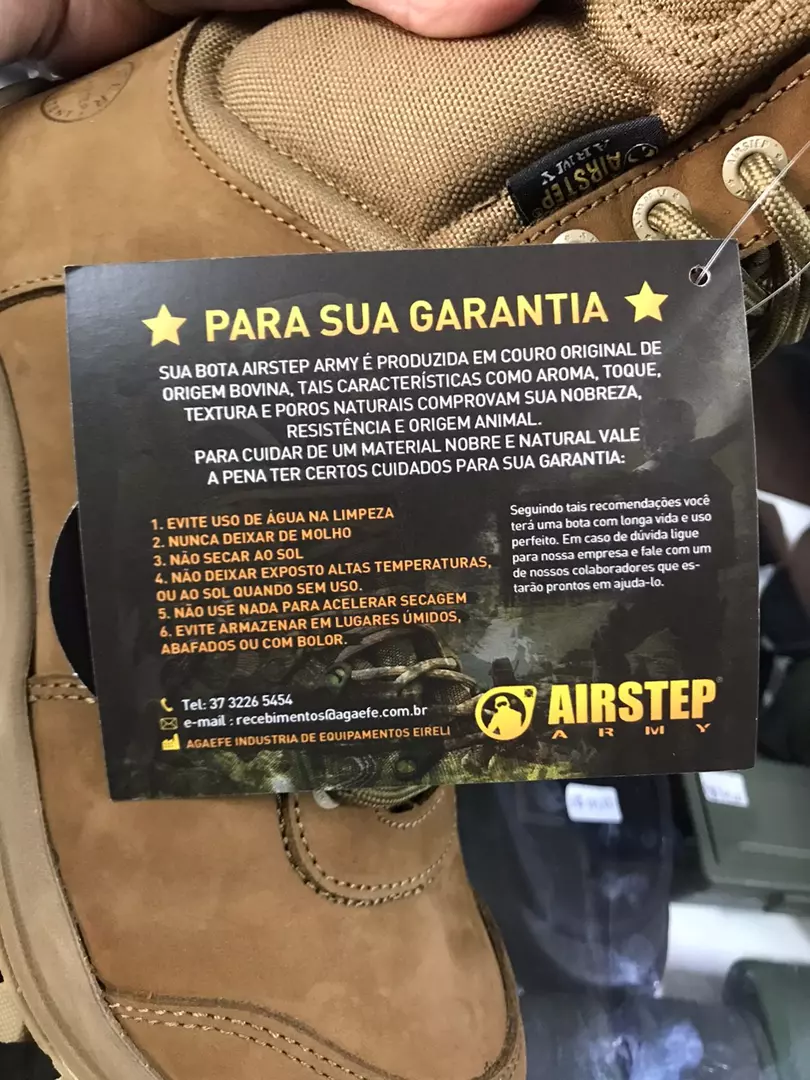 AIRSTEP
ARMY
AIRSTEP
PARA SUA GARANTIA
SUA BOTA AIRSTEP ARMY É PRODUZIDA EM COURO ORIGINAL DE
ORIGEM BOVINA, TAIS CARACTERÍSTICAS COMO AROMA, TOQUE,
TEXTURA E POROS NATURAIS COMPROVAM SUA NOBREZA,
RESISTÊNCIA E ORIGEM ANIMAL.
PARA CUIDAR DE UM MATERIAL NOBRE E NATURAL VALE
A PENA TER CERTOS CUIDADOS PARA SUA GARANTIA:
1. EVITE USO DE ÁGUA NA LIMPEZA
2. NUNCA DEIXAR DE MOLHO
3. NÃO SECAR AO SOL
4. NÃO DEIXAR EXPOSTO ALTAS TEMPERATURAS,
OU AO SOL QUANDO SEM USO.
5. NÃO USE NADA PARA ACELERAR SECAGEM
6. EVITE ARMAZENAR EM LUGARES ÚMIDOS,
ABAFADOS OU COM BOLOR.
Seguindo tais recomendações você
terá uma bota com longa vida e uso
perfeito. Em caso de dúvida ligue
para nossa empresa e fale com um
de nossos colaboradores que es-
tarão prontos em ajuda-lo.
Tel: 37 3226 5454
e-mail : recebimentos@agaefe.com.br
AGAEFE INDUSTRIA DE EQUIPAMENTOS EIRELI
AIRSTEP
ARMY